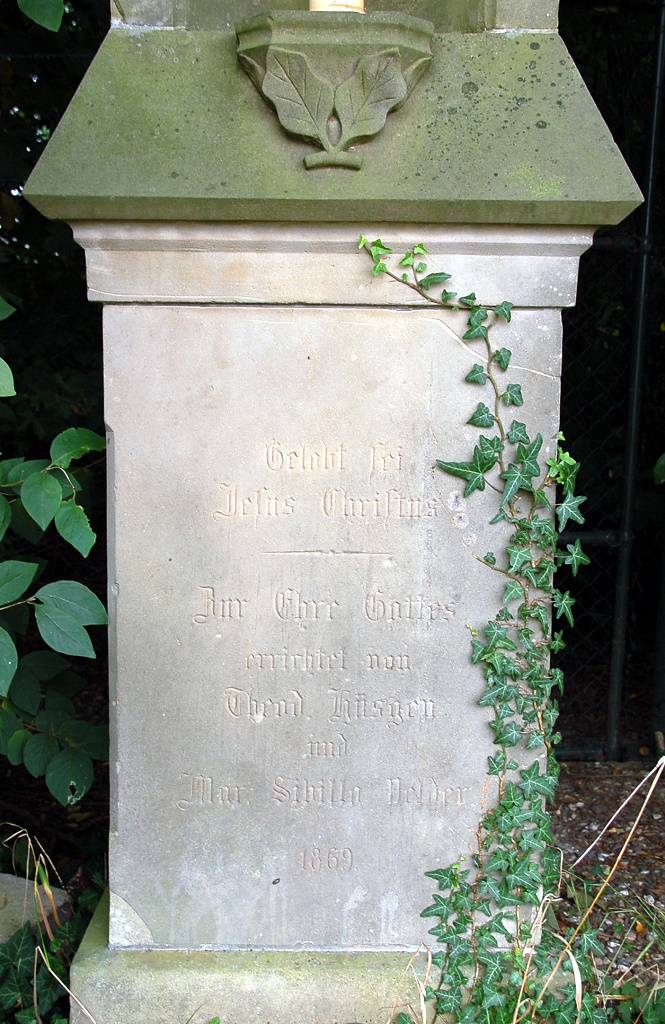 Gelobt sei
Jesus Christus
Zur Ehre Gottes
errichtet von
Theod. Hüsgen
und
Mar. Sibilla Velder.
1869.